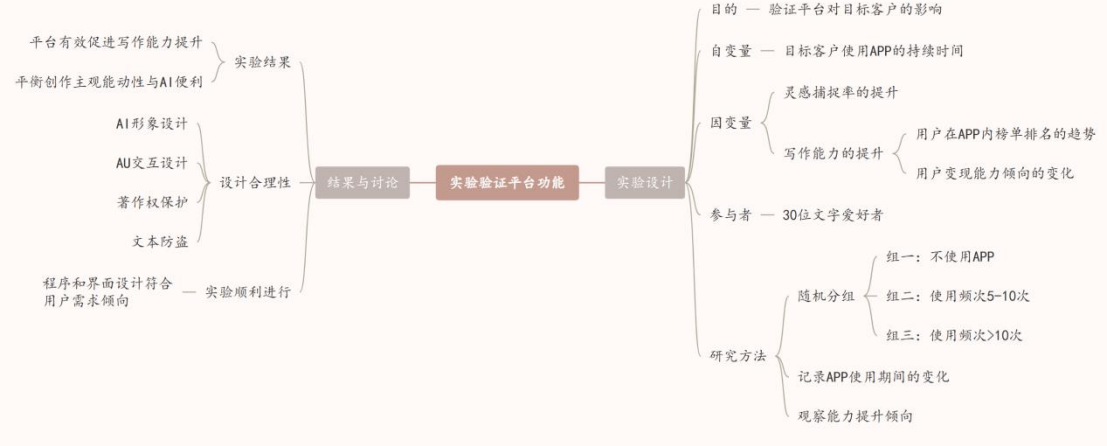 实验验证平台功能
实验设计
目的
验证平台对目标客户的影响
自变量
目标客户使用APP的持续时间
因变量
灵感捕捉率的提升
写作能力的提升
用户在APP内榜单排名的趋势
用户变现能力倾向的变化
参与者
30位文字爱好者
研究方法
随机分组
组一：不使用APP
组二：使用频次5-10次
组三：使用频次>10次
记录APP使用期间的变化
观察能力提升倾向
结果与讨论
实验结果
平台有效促进写作能力提升
平衡创作主观能动性与AI便利
设计合理性
AI形象设计
AU交互设计
著作权保护
文本防盗
实验顺利进行
程序和界面设计符合
用户需求倾向